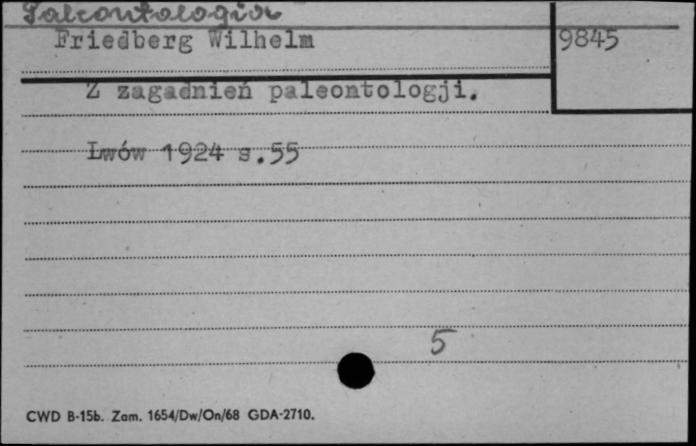 Paleontologia
Friedberg Wilhelm
9845
Z zagadnień paleontologji.
Lwów 1924 s.55
5
CWD B-15b. Zam. 1654/Dw/On/68 GDA-2710.